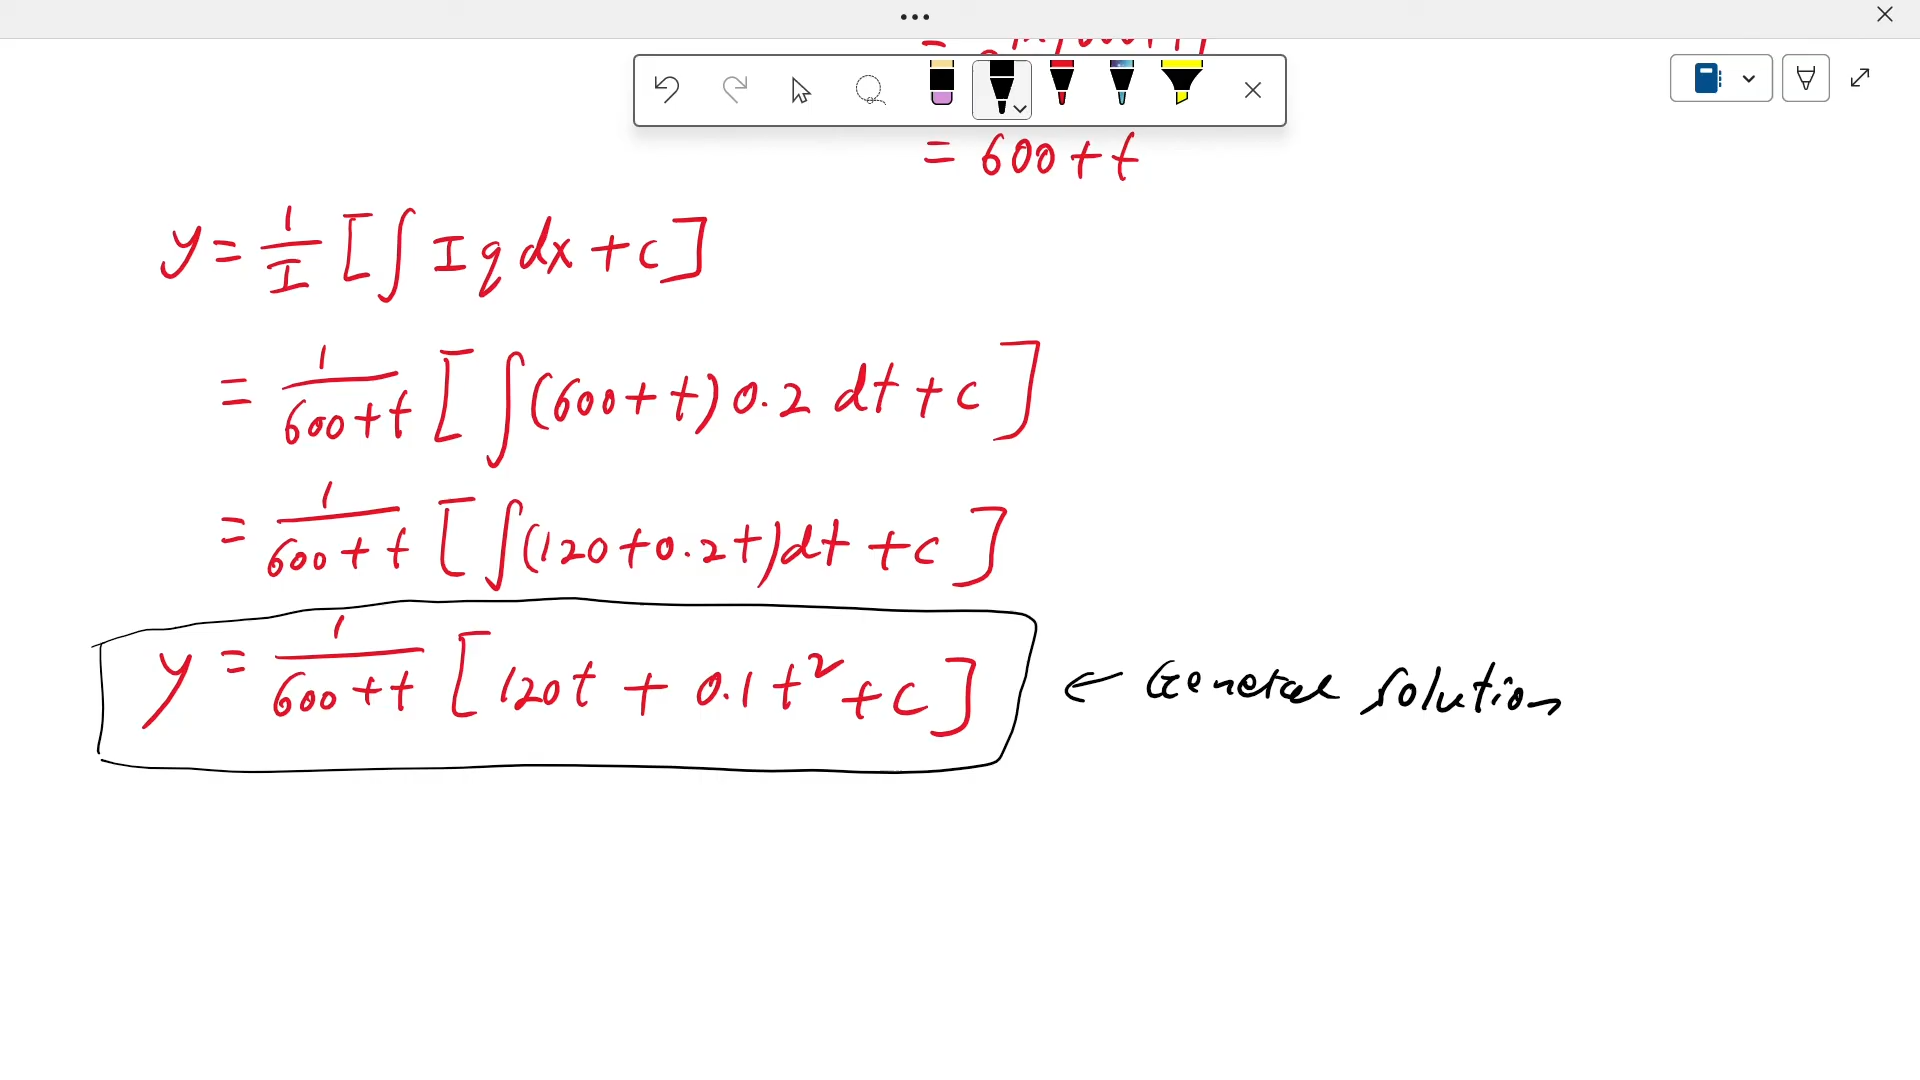 = 600 + t
y = 1/I [∫ I q dx + c]
= 1/(600 + t) [∫(600 + t) 0.2 dt + c]
= 1/(600 + t) [∫(120 + 0.2t)dt + c]
y = 1/(600 + t) [120t + 0.1t² + c] ← General solution